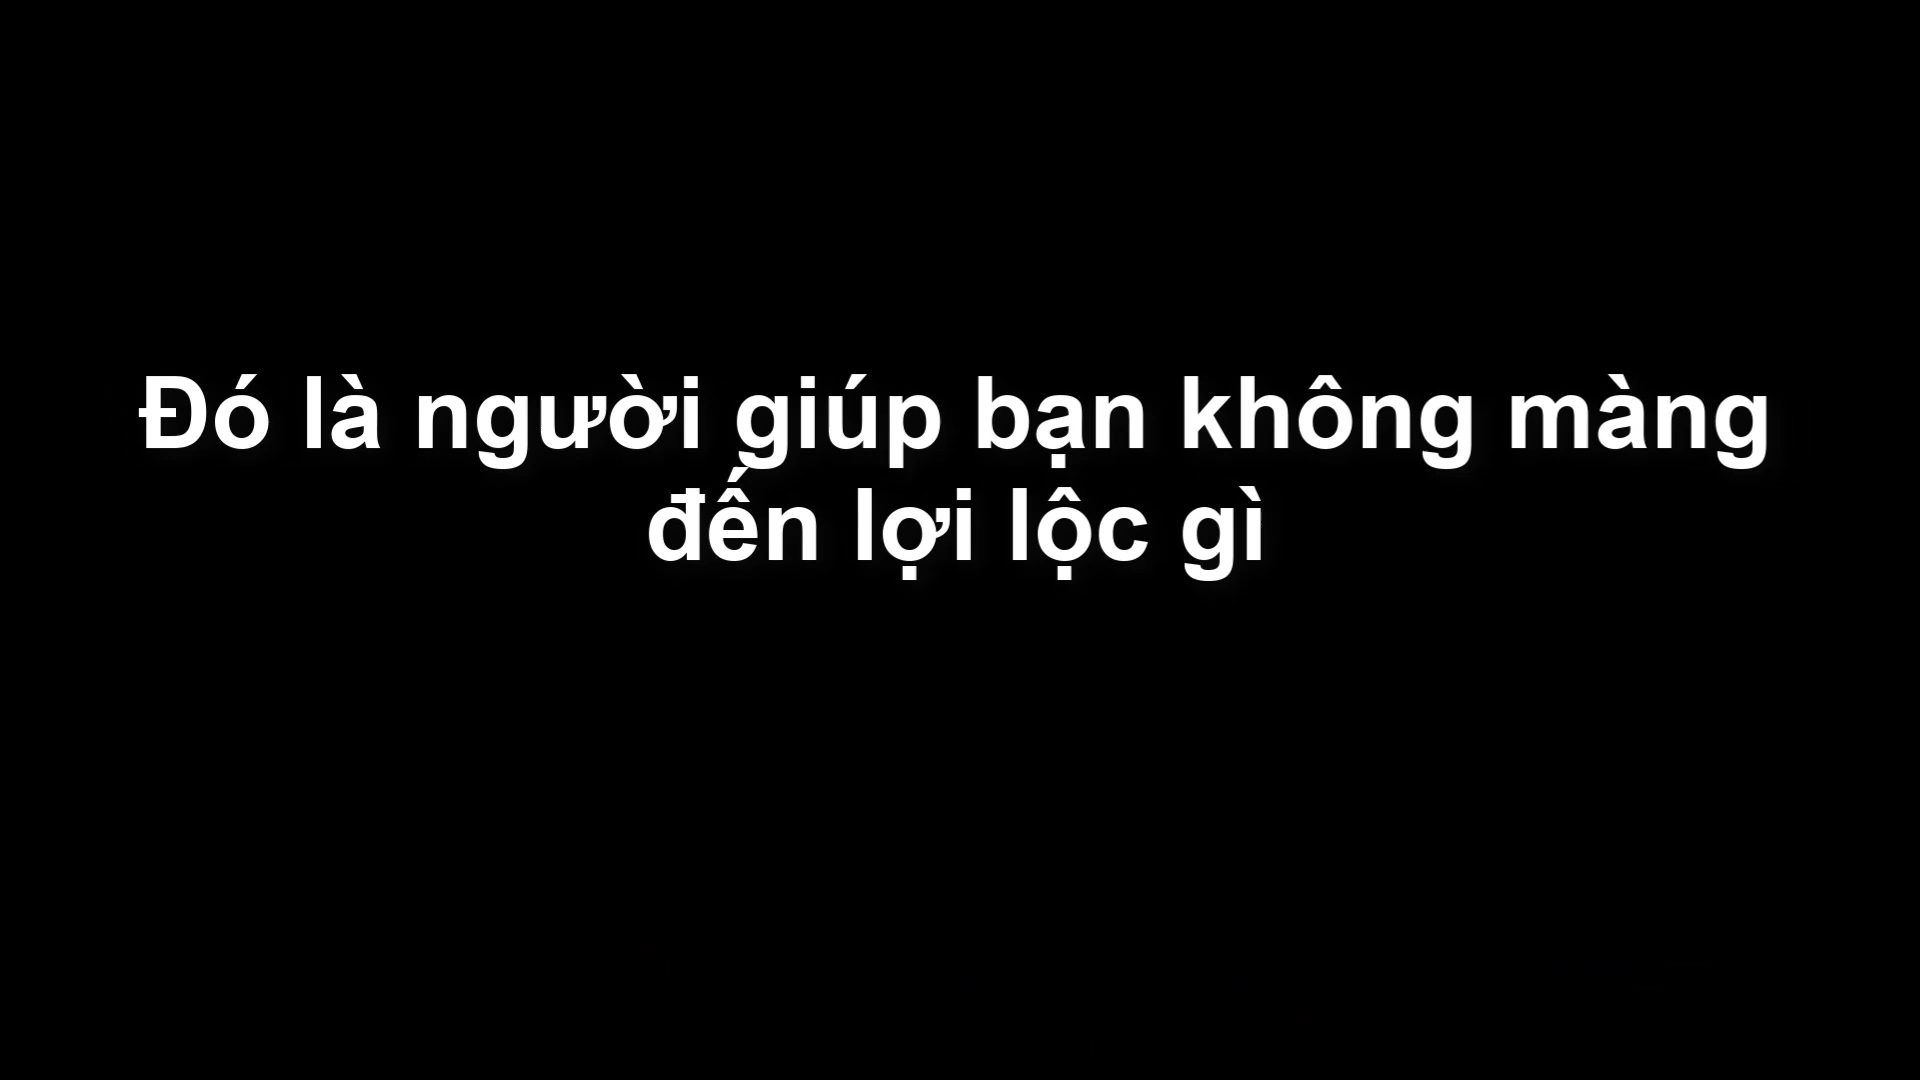 Đó là người giúp bạn không màng
đến lợi lộc gì